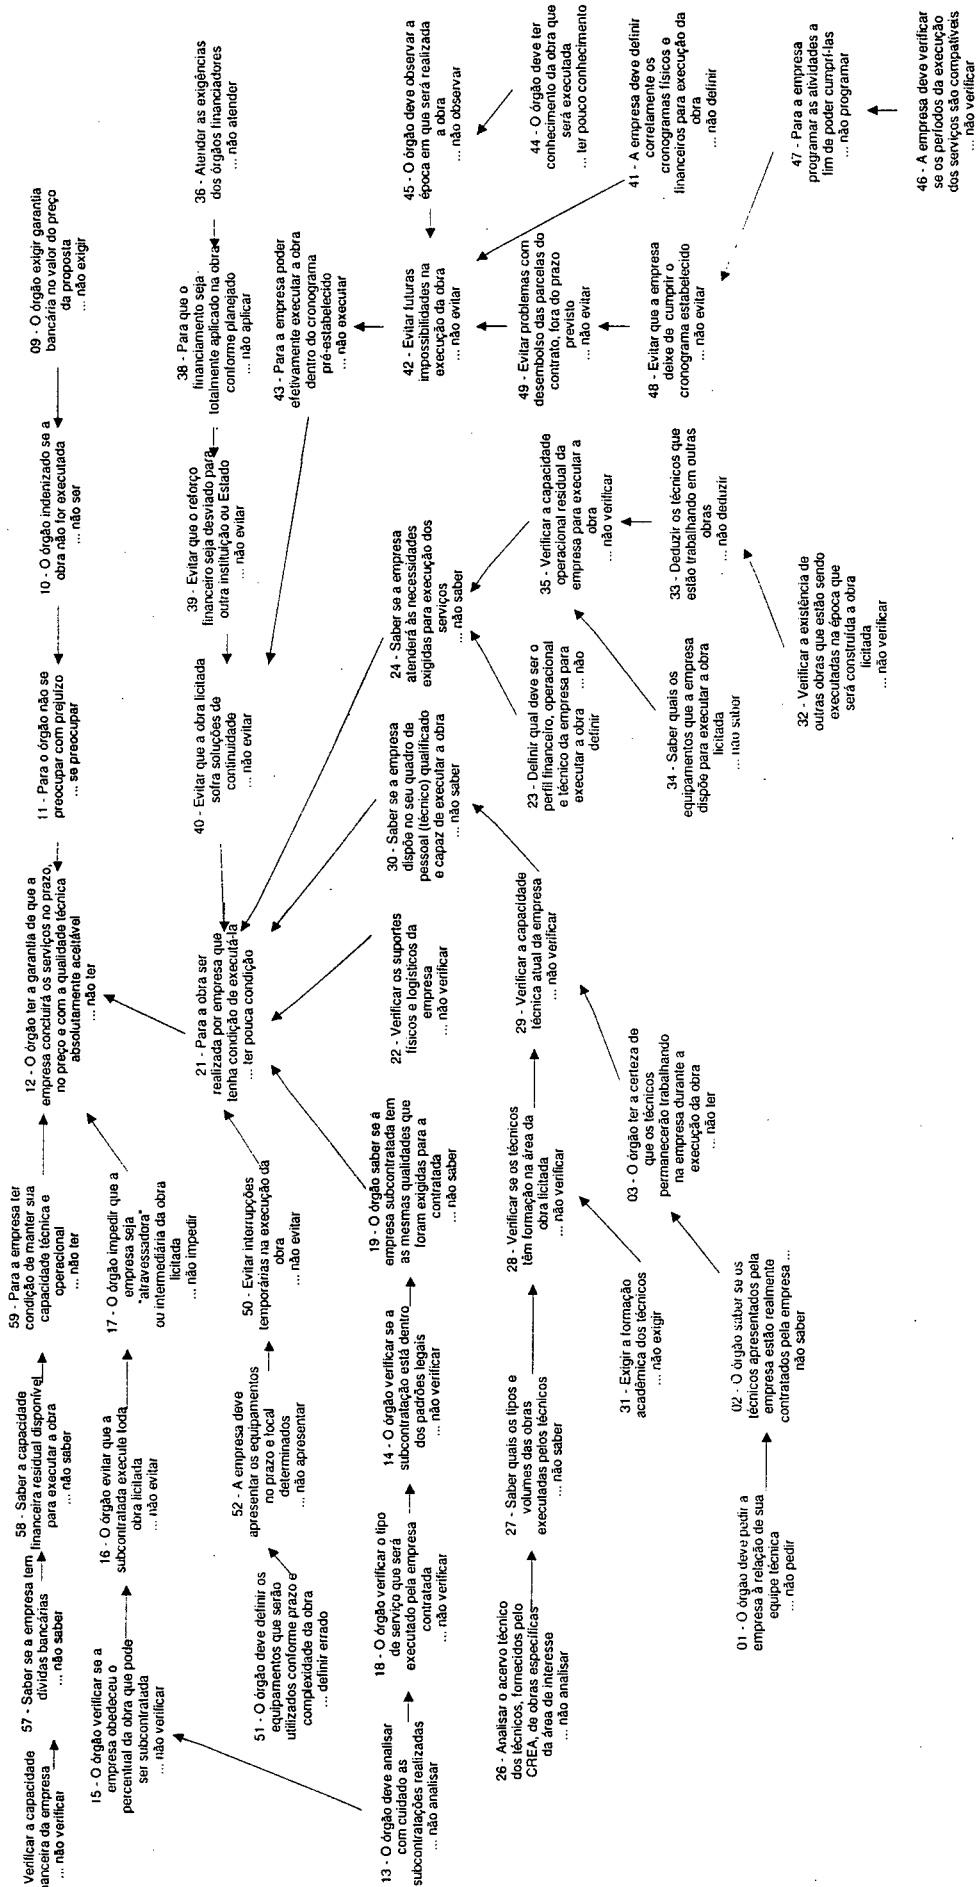 Verificar a capacidade
anceira da empresa
... não verificar
57 - Saber se a empresa tem
dívidas bancárias
... não saber
58 - Saber a capacidade
financeira residual disponível
para executar a obra
... não saber
59 - Para a empresa ter
condição de manter sua
capacidade técnica e
operacional
... não ter
12 - O órgão ter a garantia de que a
empresa concluirá os serviços no prazo,
no preço e com a qualidade técnica
absolutamente aceitável
... não ter
11 - Para o órgão não se
preocupar com prejuízo
... se preocupar
10 - O órgão indenizado se a
obra não for executada
... não ser
09 - O órgão exigir garantia
bancária no valor do preço
da proposta
... não exigir
15 - O órgão verificar se a
empresa obedeceu o
percentual da obra que pode
ser subcontratada
... não verificar
16 - O órgão evitar que a
subcontratada execute toda
obra licitada
... não evitar
17 - O órgão impedir que a
empresa seja
"atravessadora"
ou intermediária da obra
licitada
... não impedir
21 - Para a obra ser
realizada por empresa que
tenha condição de executá-la
... ter pouca condição
40 - Evitar que a obra licitada
sofra soluções de
continuidade
... não evitar
39 - Evitar que o reforço
financeiro seja desviado para
outra instituição ou Estado
... não evitar
38 - Para que o
financiamento seja
totalmente aplicado na obra
conforme planejado
... não aplicar
36 - Atender as exigências
dos órgãos financiadores
... não atender
51 - O órgão deve definir os
equipamentos que serão
utilizados conforme prazo e
complexidade da obra
... definir errado
52 - A empresa deve
apresentar os equipamentos
no prazo e local
determinados
... não apresentar
50 - Evitar interrupções
temporárias na execução da
obra
... não evitar
43 - Para a empresa poder
efetivamente executar a obra
dentro do cronograma
pré-estabelecido
... não executar
13 - O órgão deve analisar
com cuidado as
subcontratações realizadas
... não analisar
18 - O órgão verificar o tipo
de serviço que será
executado pela empresa
contratada
... não verificar
14 - O órgão verificar se a
subcontratação está dentro
dos padrões legais
... não verificar
19 - O órgão saber se á
empresa subcontratada tem
as mesmas qualidades que
foram exigidas para a
contratada
... não saber
22 - Verificar os suportes
físicos e logísticos da
empresa
... não verificar
30 - Saber se a empresa
dispõe no seu quadro de
pessoal (técnico) qualificado
e capaz de executar a obra
... não saber
24 - Saber se a empresa
atenderá às necessidades
exigidas para execução dos
serviços
... não saber
42 - Evitar futuras
impossibilidades na
execução da obra
... não evitar
45 - O órgão deve observar a
época em que será realizada
a obra
... não observar
26 - Analisar o acervo técnico
dos técnicos, fornecidos pelo
CREA, de obras específicas
da área de interesse
... não analisar
27 - Saber quais os tipos e
volumes das obras
executadas pelos técnicos
... não saber
28 - Verificar se os técnicos
têm formação na área da
obra licitada
... não verificar
29 - Verificar a capacidade
técnica atual da empresa
... não verificar
23 - Definir qual deve ser o
perfil financeiro, operacional
e técnico da empresa para
executar a obra ... não
definir
35 - Verificar a capacidade
operacional residual da
empresa para executar a
obra
... não verificar
49 - Evitar problemas com
desembolso das parcelas do
contrato, fora do prazo
previsto
... não evitar
44 - O órgão deve ter
conhecimento da obra que
será executada
... ter pouco conhecimento
31 - Exigir a formação
acadêmica dos técnicos
... não exigir
03 - O órgão ter a certeza de
que os técnicos
permanecerão trabalhando
na empresa durante a
execução da obra
... não ter
34 - Saber quais os
equipamentos que a empresa
dispõe para executar a obra
licitada
... não saber
33 - Deduzir os técnicos que
estão trabalhando em outras
obras
... não deduzir
48 - Evitar que a empresa
deixe de cumprir o
cronograma estabelecido
... não evitar
41 - A empresa deve definir
corretamente os
cronogramas físicos e
financeiros para execução da
obra
... não definir
01 - O órgão deve pedir a
empresa à relação de sua
equipe técnica
... não pedir
02 - O órgão saber se os
técnicos apresentados pela
empresa estão realmente
contratados pela empresa ...
não saber
32 - Verificar a existência de
outras obras que estão sendo
executadas na época que
será construída a obra
licitada
... não verificar
47 - Para a empresa
programar as atividades a
fim de poder cumprí-las
... não programar
46 - A empresa deve verificar
se os períodos da execução
dos serviços são compatíveis
... não verificar